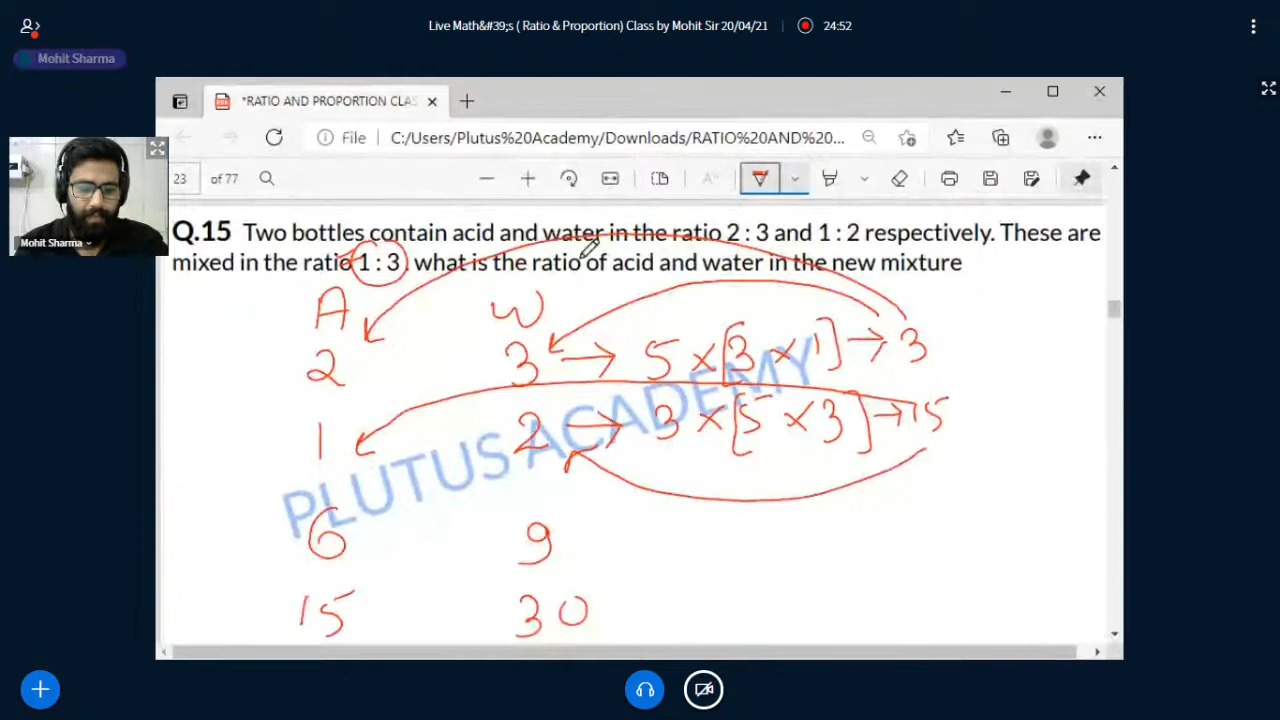 Live Math&#39;s ( Ratio & Proportion) Class by Mohit Sir 20/04/21
24:52
Mohit Sharma
*RATIO AND PROPORTION CLAS
File
C:/Users/Plutus%20Academy/Downloads/RATIO%20AND%20...
23 of 77
Mohit Sharma
Q.15 Two bottles contain acid and water in the ratio 2 : 3 and 1 : 2 respectively. These are
mixed in the ratio 1 : 3 . what is the ratio of acid and water in the new mixture
A W
2 3 → 5 × [3 × 1] → 3
1 2 → 3 × [5 × 3] → 15
PLUTUS ACADEMY
6 9
15 30